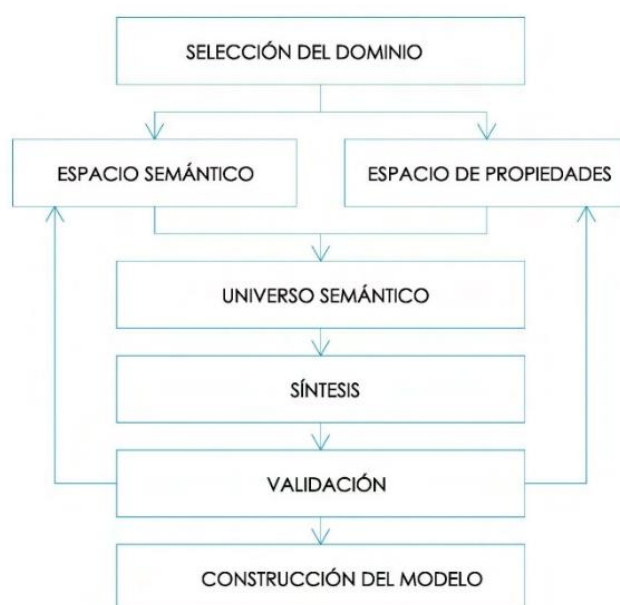 SELECCIÓN DEL DOMINIO
ESPACIO SEMÁNTICO
ESPACIO DE PROPIEDADES
UNIVERSO SEMÁNTICO
SÍNTESIS
VALIDACIÓN
CONSTRUCCIÓN DEL MODELO